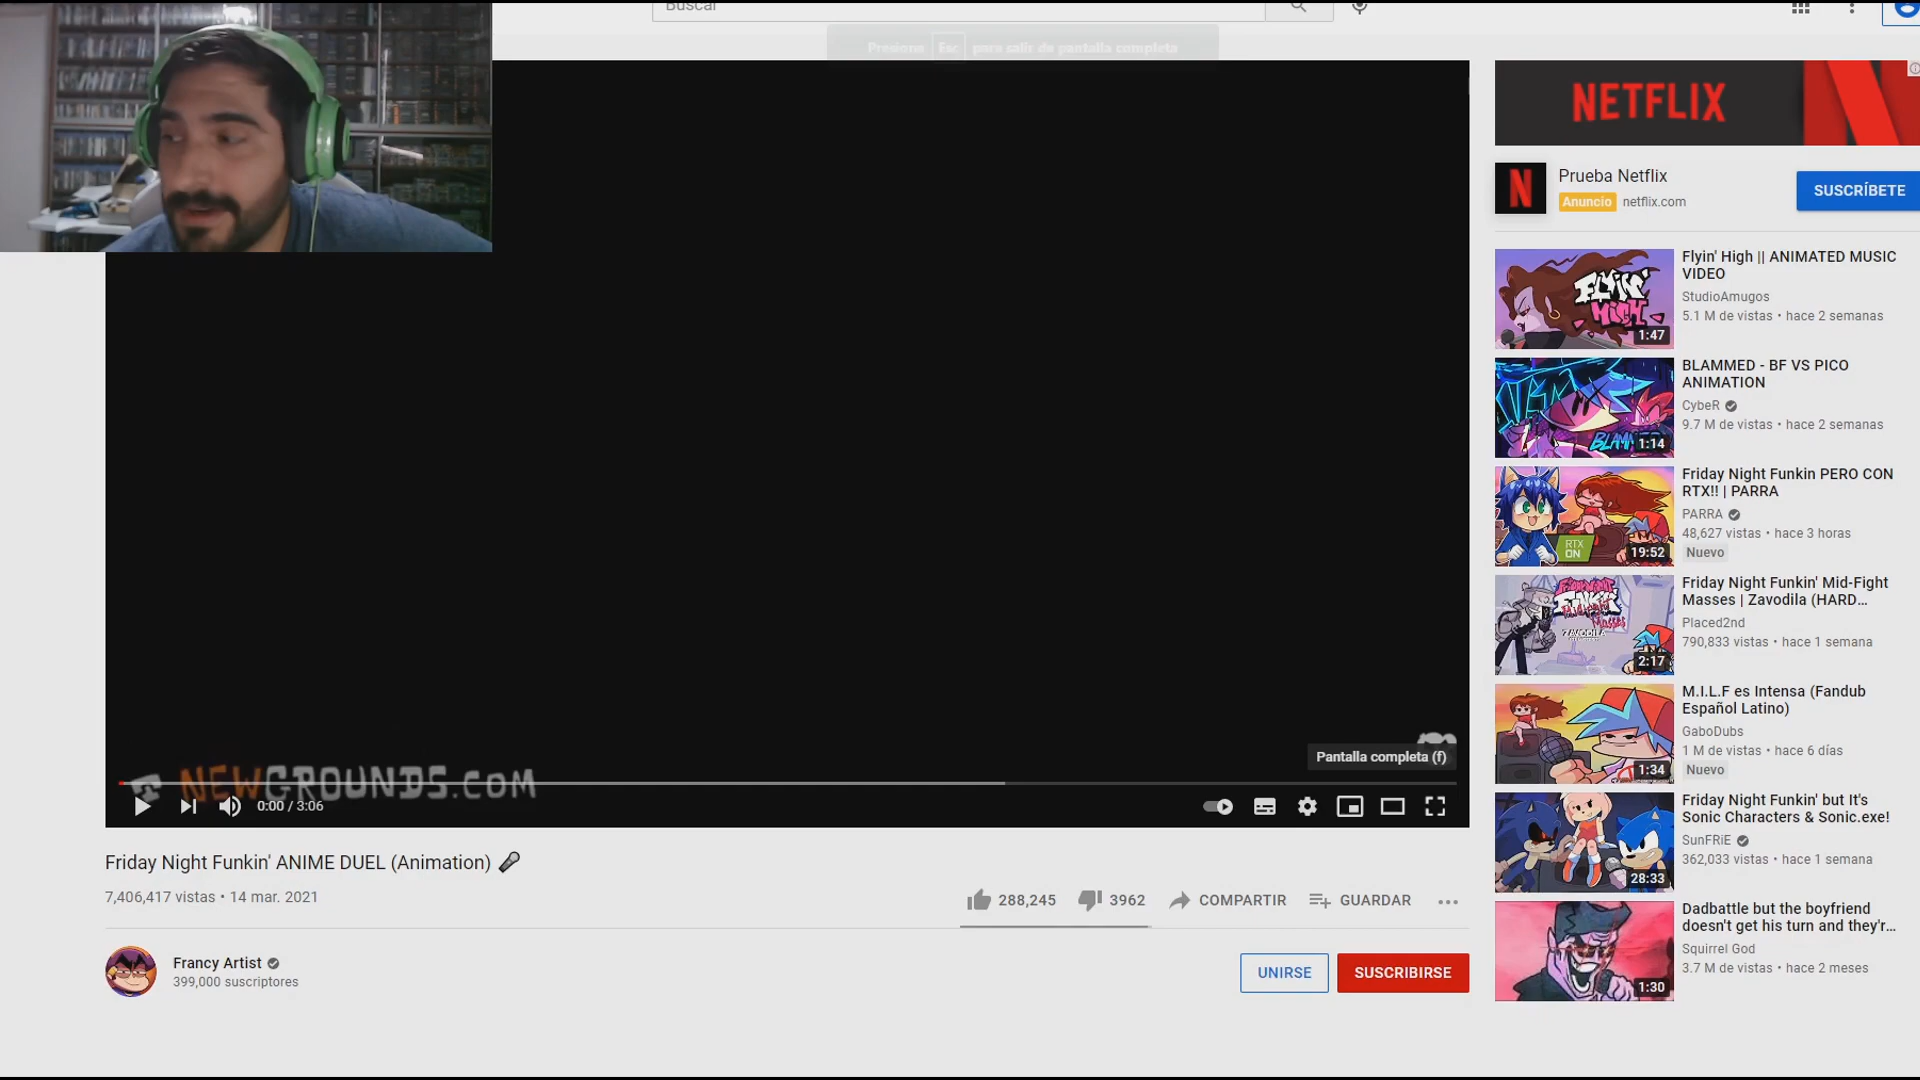 Buscar
Presiona Esc para salir de pantalla completa
NETFLIX
Prueba Netflix
Anuncio netflix.com
SUSCRÍBETE
FLYIN' HIGH
1:47
Flyin' High || ANIMATED MUSIC
VIDEO
StudioAmugos
5.1 M de vistas • hace 2 semanas
1:14
BLAMMED - BF VS PICO
ANIMATION
CybeR
9.7 M de vistas • hace 2 semanas
RTX
ON
19:52
Friday Night Funkin PERO CON
RTX!! | PARRA
PARRA
48,627 vistas • hace 3 horas
Nuevo
ZAVODILA
2:17
Friday Night Funkin' Mid-Fight
Masses | Zavodila (HARD...
Placed2nd
790,833 vistas • hace 1 semana
1:34
M.I.L.F es Intensa (Fandub
Español Latino)
GaboDubs
1 M de vistas • hace 6 días
Nuevo
28:33
Friday Night Funkin' but It's
Sonic Characters & Sonic.exe!
SunFRiE
362,033 vistas • hace 1 semana
1:30
Dadbattle but the boyfriend
doesn't get his turn and they'r...
Squirrel God
3.7 M de vistas • hace 2 meses
Pantalla completa (f)
NEWGROUNDS.COM
0:00 / 3:06
Friday Night Funkin' ANIME DUEL (Animation)
7,406,417 vistas • 14 mar. 2021
288,245
3962
COMPARTIR
GUARDAR
Francy Artist
399,000 suscriptores
UNIRSE
SUSCRIBIRSE